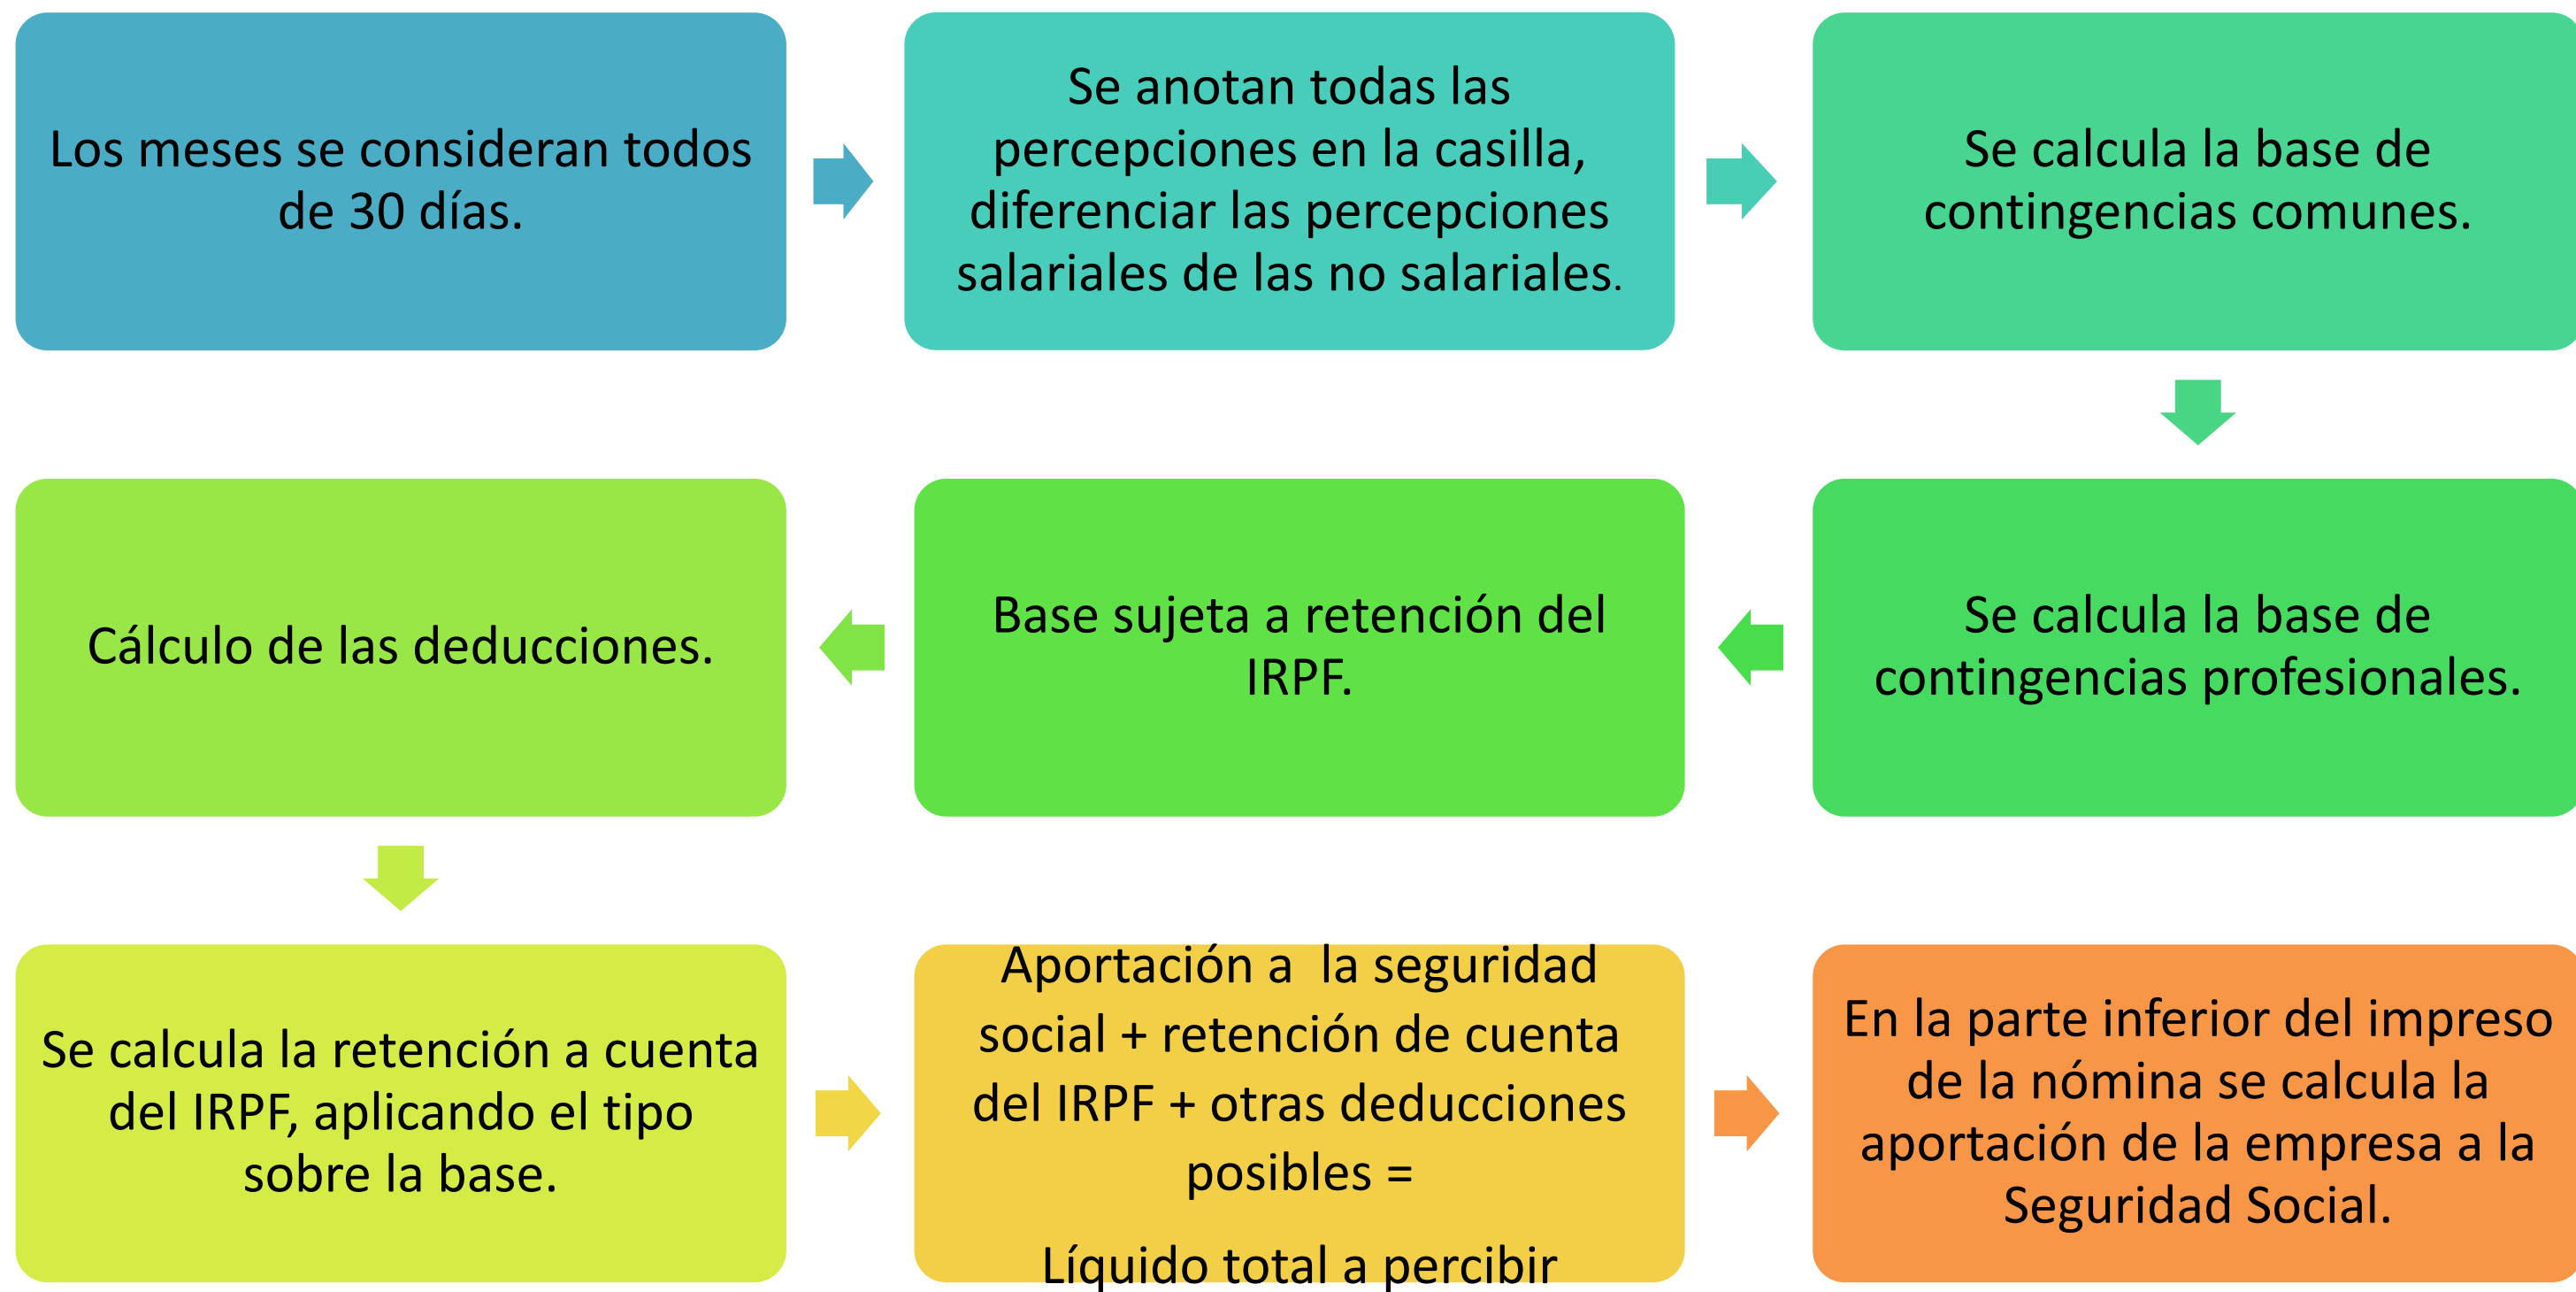 Los meses se consideran todos
de 30 días.
Se anotan todas las
percepciones en la casilla,
diferenciar las percepciones
salariales de las no salariales.
Se calcula la base de
contingencias comunes.
Se calcula la base de
contingencias profesionales.
Base sujeta a retención del
IRPF.
Cálculo de las deducciones.
Se calcula la retención a cuenta
del IRPF, aplicando el tipo
sobre la base.
Aportación a  la seguridad
social + retención de cuenta
del IRPF + otras deducciones
posibles =
Líquido total a percibir
En la parte inferior del impreso
de la nómina se calcula la
aportación de la empresa a la
Seguridad Social.